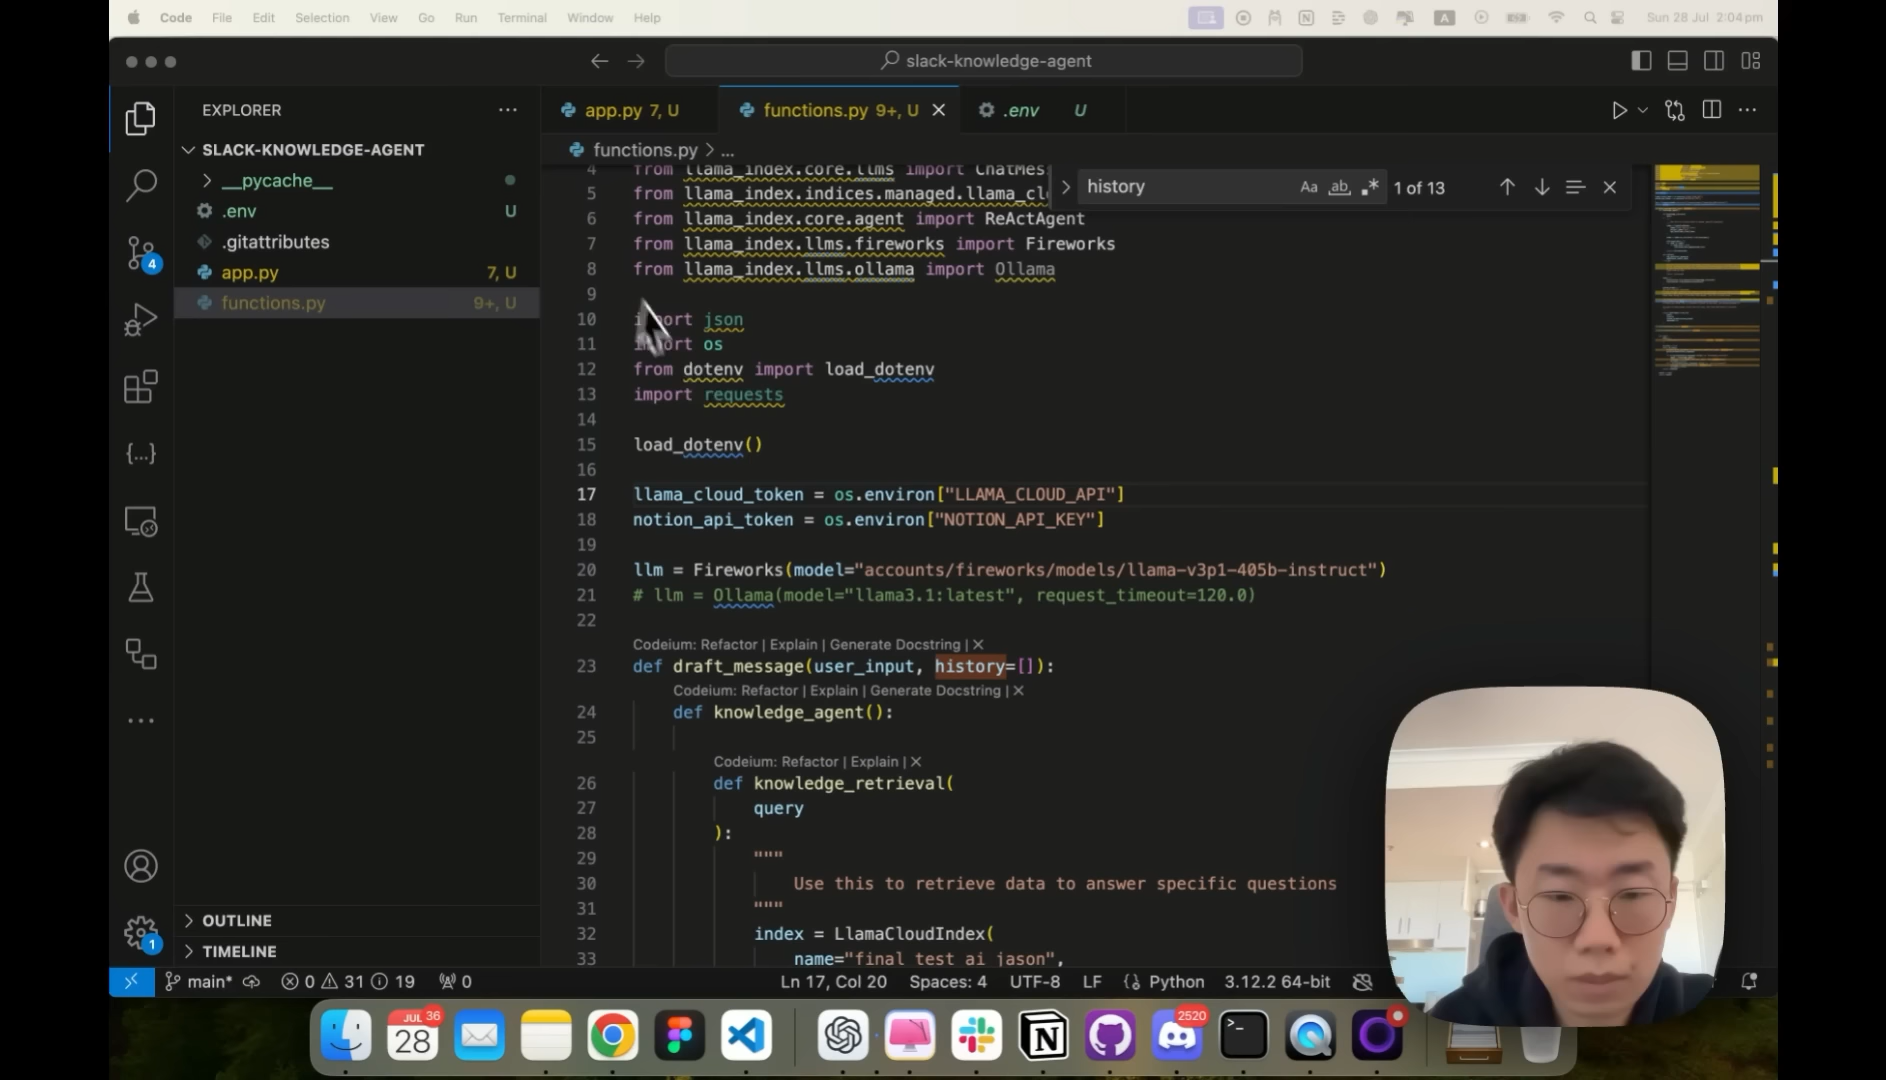 Code File Edit Selection View Go Run Terminal Window Help A Sun 28 Jul 2:04 pm
slack-knowledge-agent
EXPLORER
app.py 7, U
functions.py 9+, U
.env U
functions.py > ...
SLACK-KNOWLEDGE-AGENT
__pycache__
.env U
.gitattributes
app.py 7, U
functions.py 9+, U
history Aa ab 1 of 13
4 from llama_index.core.llms import ChatMes
5 from llama_index.indices.managed.llama_cl
6 from llama_index.core.agent import ReActAgent
7 from llama_index.llms.fireworks import Fireworks
8 from llama_index.llms.ollama import Ollama
9
10 import json
11 import os
12 from dotenv import load_dotenv
13 import requests
14
15 load_dotenv()
16
17 llama_cloud_token = os.environ["LLAMA_CLOUD_API"]
18 notion_api_token = os.environ["NOTION_API_KEY"]
19
20 llm = Fireworks(model="accounts/fireworks/models/llama-v3p1-405b-instruct")
21 # llm = Ollama(model="llama3.1:latest", request_timeout=120.0)
22
Codeium: Refactor | Explain | Generate Docstring | ✕
23 def draft_message(user_input, history=[]):
Codeium: Refactor | Explain | Generate Docstring | ✕
24 def knowledge_agent():
25
Codeium: Refactor | Explain | ✕
26 def knowledge_retrieval(
27 query
28 ):
29 """
30 Use this to retrieve data to answer specific questions
31 """
32 index = LlamaCloudIndex(
33 name="final_test_ai_jason",
4
1
OUTLINE
TIMELINE
main* 0 31 19 0 Ln 17, Col 20 Spaces: 4 UTF-8 LF Python 3.12.2 64-bit
JUL 36
28
2520